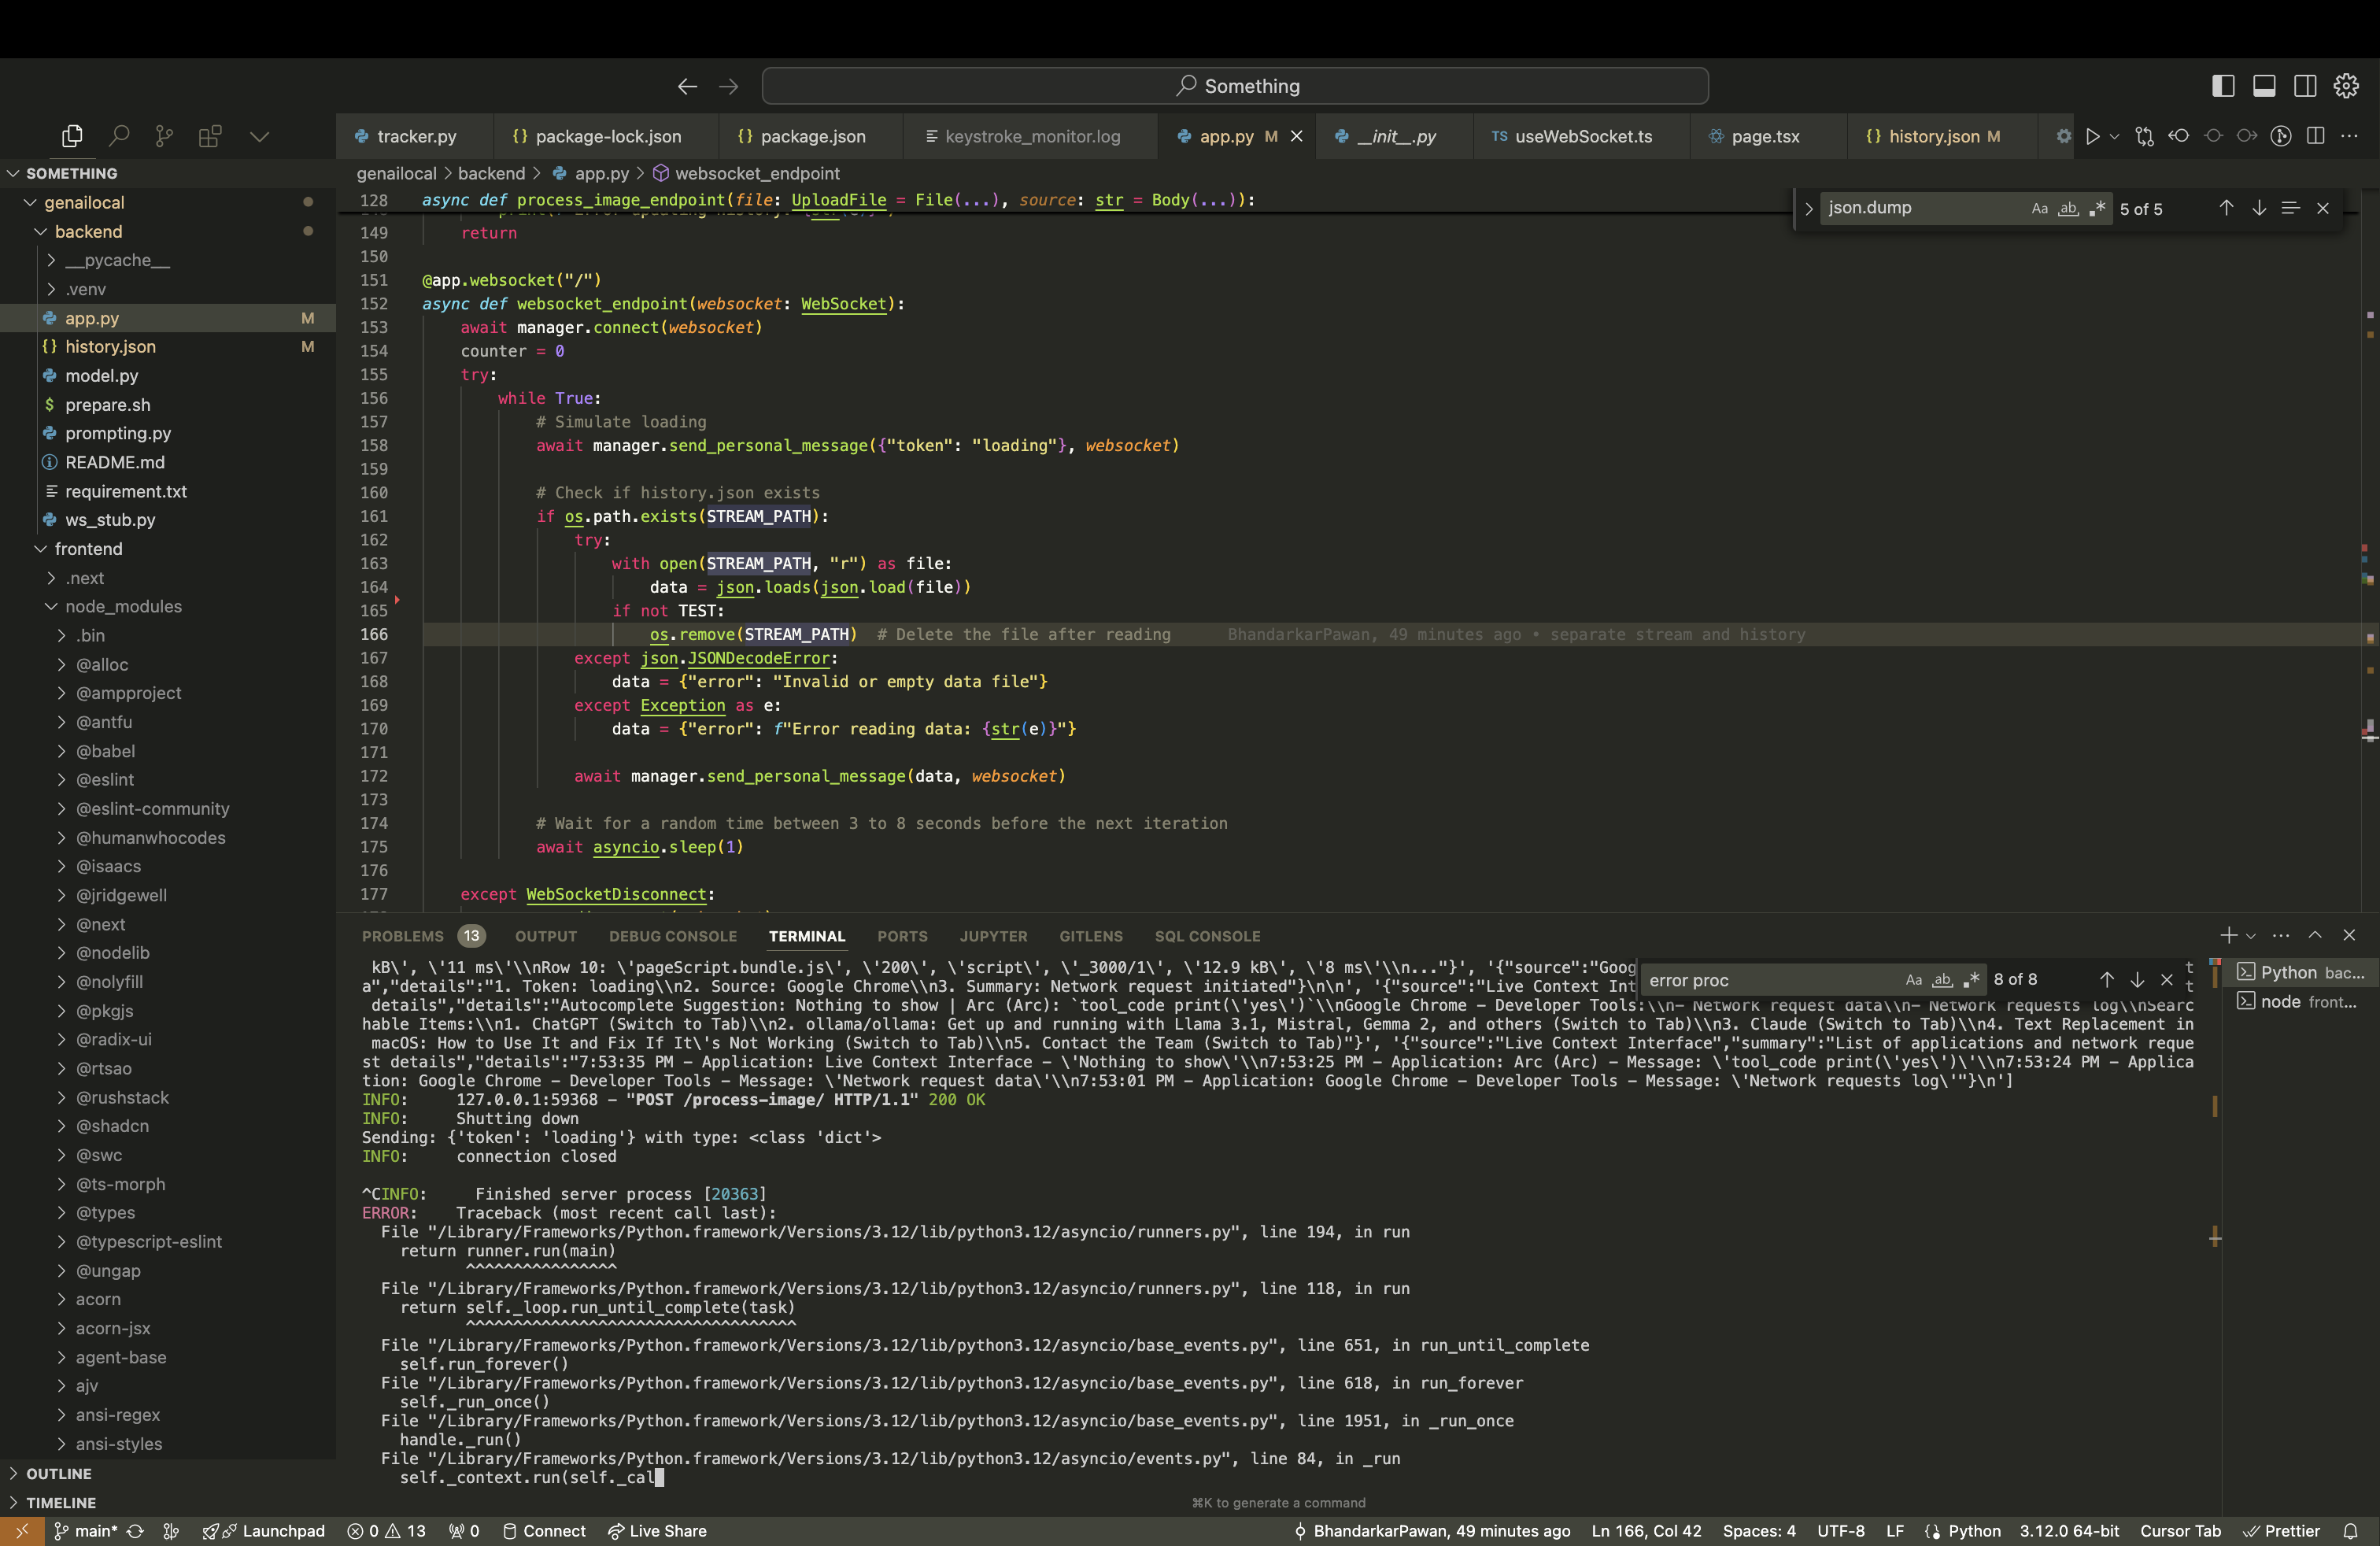 Something
tracker.py
package-lock.json
package.json
keystroke_monitor.log
app.py M
__init__.py
TS useWebSocket.ts
page.tsx
history.json M
SOMETHING
genailocal
backend
__pycache__
.venv
app.py M
history.json M
model.py
prepare.sh
prompting.py
README.md
requirement.txt
ws_stub.py
frontend
.next
node_modules
.bin
@alloc
@ampproject
@antfu
@babel
@eslint
@eslint-community
@humanwhocodes
@isaacs
@jridgewell
@next
@nodelib
@nolyfill
@pkgjs
@radix-ui
@rtsao
@rushstack
@shadcn
@swc
@ts-morph
@types
@typescript-eslint
@ungap
acorn
acorn-jsx
agent-base
ajv
ansi-regex
ansi-styles
OUTLINE
TIMELINE
genailocal > backend > app.py > websocket_endpoint
json.dump Aa ab 5 of 5
128 async def process_image_endpoint(file: UploadFile = File(...), source: str = Body(...)):
149 return
150
151 @app.websocket("/")
152 async def websocket_endpoint(websocket: WebSocket):
153 await manager.connect(websocket)
154 counter = 0
155 try:
156 while True:
157 # Simulate loading
158 await manager.send_personal_message({"token": "loading"}, websocket)
159
160 # Check if history.json exists
161 if os.path.exists(STREAM_PATH):
162 try:
163 with open(STREAM_PATH, "r") as file:
164 data = json.loads(json.load(file))
165 if not TEST:
166 os.remove(STREAM_PATH) # Delete the file after reading BhandarkarPawan, 49 minutes ago • separate stream and history
167 except json.JSONDecodeError:
168 data = {"error": "Invalid or empty data file"}
169 except Exception as e:
170 data = {"error": f"Error reading data: {str(e)}"}
171
172 await manager.send_personal_message(data, websocket)
173
174 # Wait for a random time between 3 to 8 seconds before the next iteration
175 await asyncio.sleep(1)
176
177 except WebSocketDisconnect:
PROBLEMS 13 OUTPUT DEBUG CONSOLE TERMINAL PORTS JUPYTER GITLENS SQL CONSOLE
error proc Aa ab 8 of 8
Python bac...
node front...
kB\', \'11 ms\'\\nRow 10: \'pageScript.bundle.js\', \'200\', \'script\', \'_3000/1\', \'12.9 kB\', \'8 ms\'\\n..."}', '{"source":"Goog
a","details":"1. Token: loading\\n2. Source: Google Chrome\\n3. Summary: Network request initiated"}\n\n', '{"source":"Live Context Int
details","details":"Autocomplete Suggestion: Nothing to show | Arc (Arc): `tool_code print(\'yes\')`\\nGoogle Chrome - Developer Tools:\\n- Network request data\\n- Network requests log\\nSearc
hable Items:\\n1. ChatGPT (Switch to Tab)\\n2. ollama/ollama: Get up and running with Llama 3.1, Mistral, Gemma 2, and others (Switch to Tab)\\n3. Claude (Switch to Tab)\\n4. Text Replacement in
macOS: How to Use It and Fix If It\'s Not Working (Switch to Tab)\\n5. Contact the Team (Switch to Tab)"}', '{"source":"Live Context Interface","summary":"List of applications and network reque
st details","details":"7:53:35 PM - Application: Live Context Interface - \'Nothing to show\'\\n7:53:25 PM - Application: Arc (Arc) - Message: \'tool_code print(\'yes\')\'\\n7:53:24 PM - Applica
tion: Google Chrome - Developer Tools - Message: \'Network request data\'\\n7:53:01 PM - Application: Google Chrome - Developer Tools - Message: \'Network requests log\'"}\n']
INFO: 127.0.0.1:59368 - "POST /process-image/ HTTP/1.1" 200 OK
INFO: Shutting down
Sending: {'token': 'loading'} with type: <class 'dict'>
INFO: connection closed
^CINFO: Finished server process [20363]
ERROR: Traceback (most recent call last):
File "/Library/Frameworks/Python.framework/Versions/3.12/lib/python3.12/asyncio/runners.py", line 194, in run
return runner.run(main)
^^^^^^^^^^^^^^^^
File "/Library/Frameworks/Python.framework/Versions/3.12/lib/python3.12/asyncio/runners.py", line 118, in run
return self._loop.run_until_complete(task)
^^^^^^^^^^^^^^^^^^^^^^^^^^^^^^^^^^^
File "/Library/Frameworks/Python.framework/Versions/3.12/lib/python3.12/asyncio/base_events.py", line 651, in run_until_complete
self.run_forever()
File "/Library/Frameworks/Python.framework/Versions/3.12/lib/python3.12/asyncio/base_events.py", line 618, in run_forever
self._run_once()
File "/Library/Frameworks/Python.framework/Versions/3.12/lib/python3.12/asyncio/base_events.py", line 1951, in _run_once
handle._run()
File "/Library/Frameworks/Python.framework/Versions/3.12/lib/python3.12/asyncio/events.py", line 84, in _run
self._context.run(self._cal
⌘K to generate a command
main* Launchpad 0 13 0 Connect Live Share BhandarkarPawan, 49 minutes ago Ln 166, Col 42 Spaces: 4 UTF-8 LF Python 3.12.0 64-bit Cursor Tab Prettier